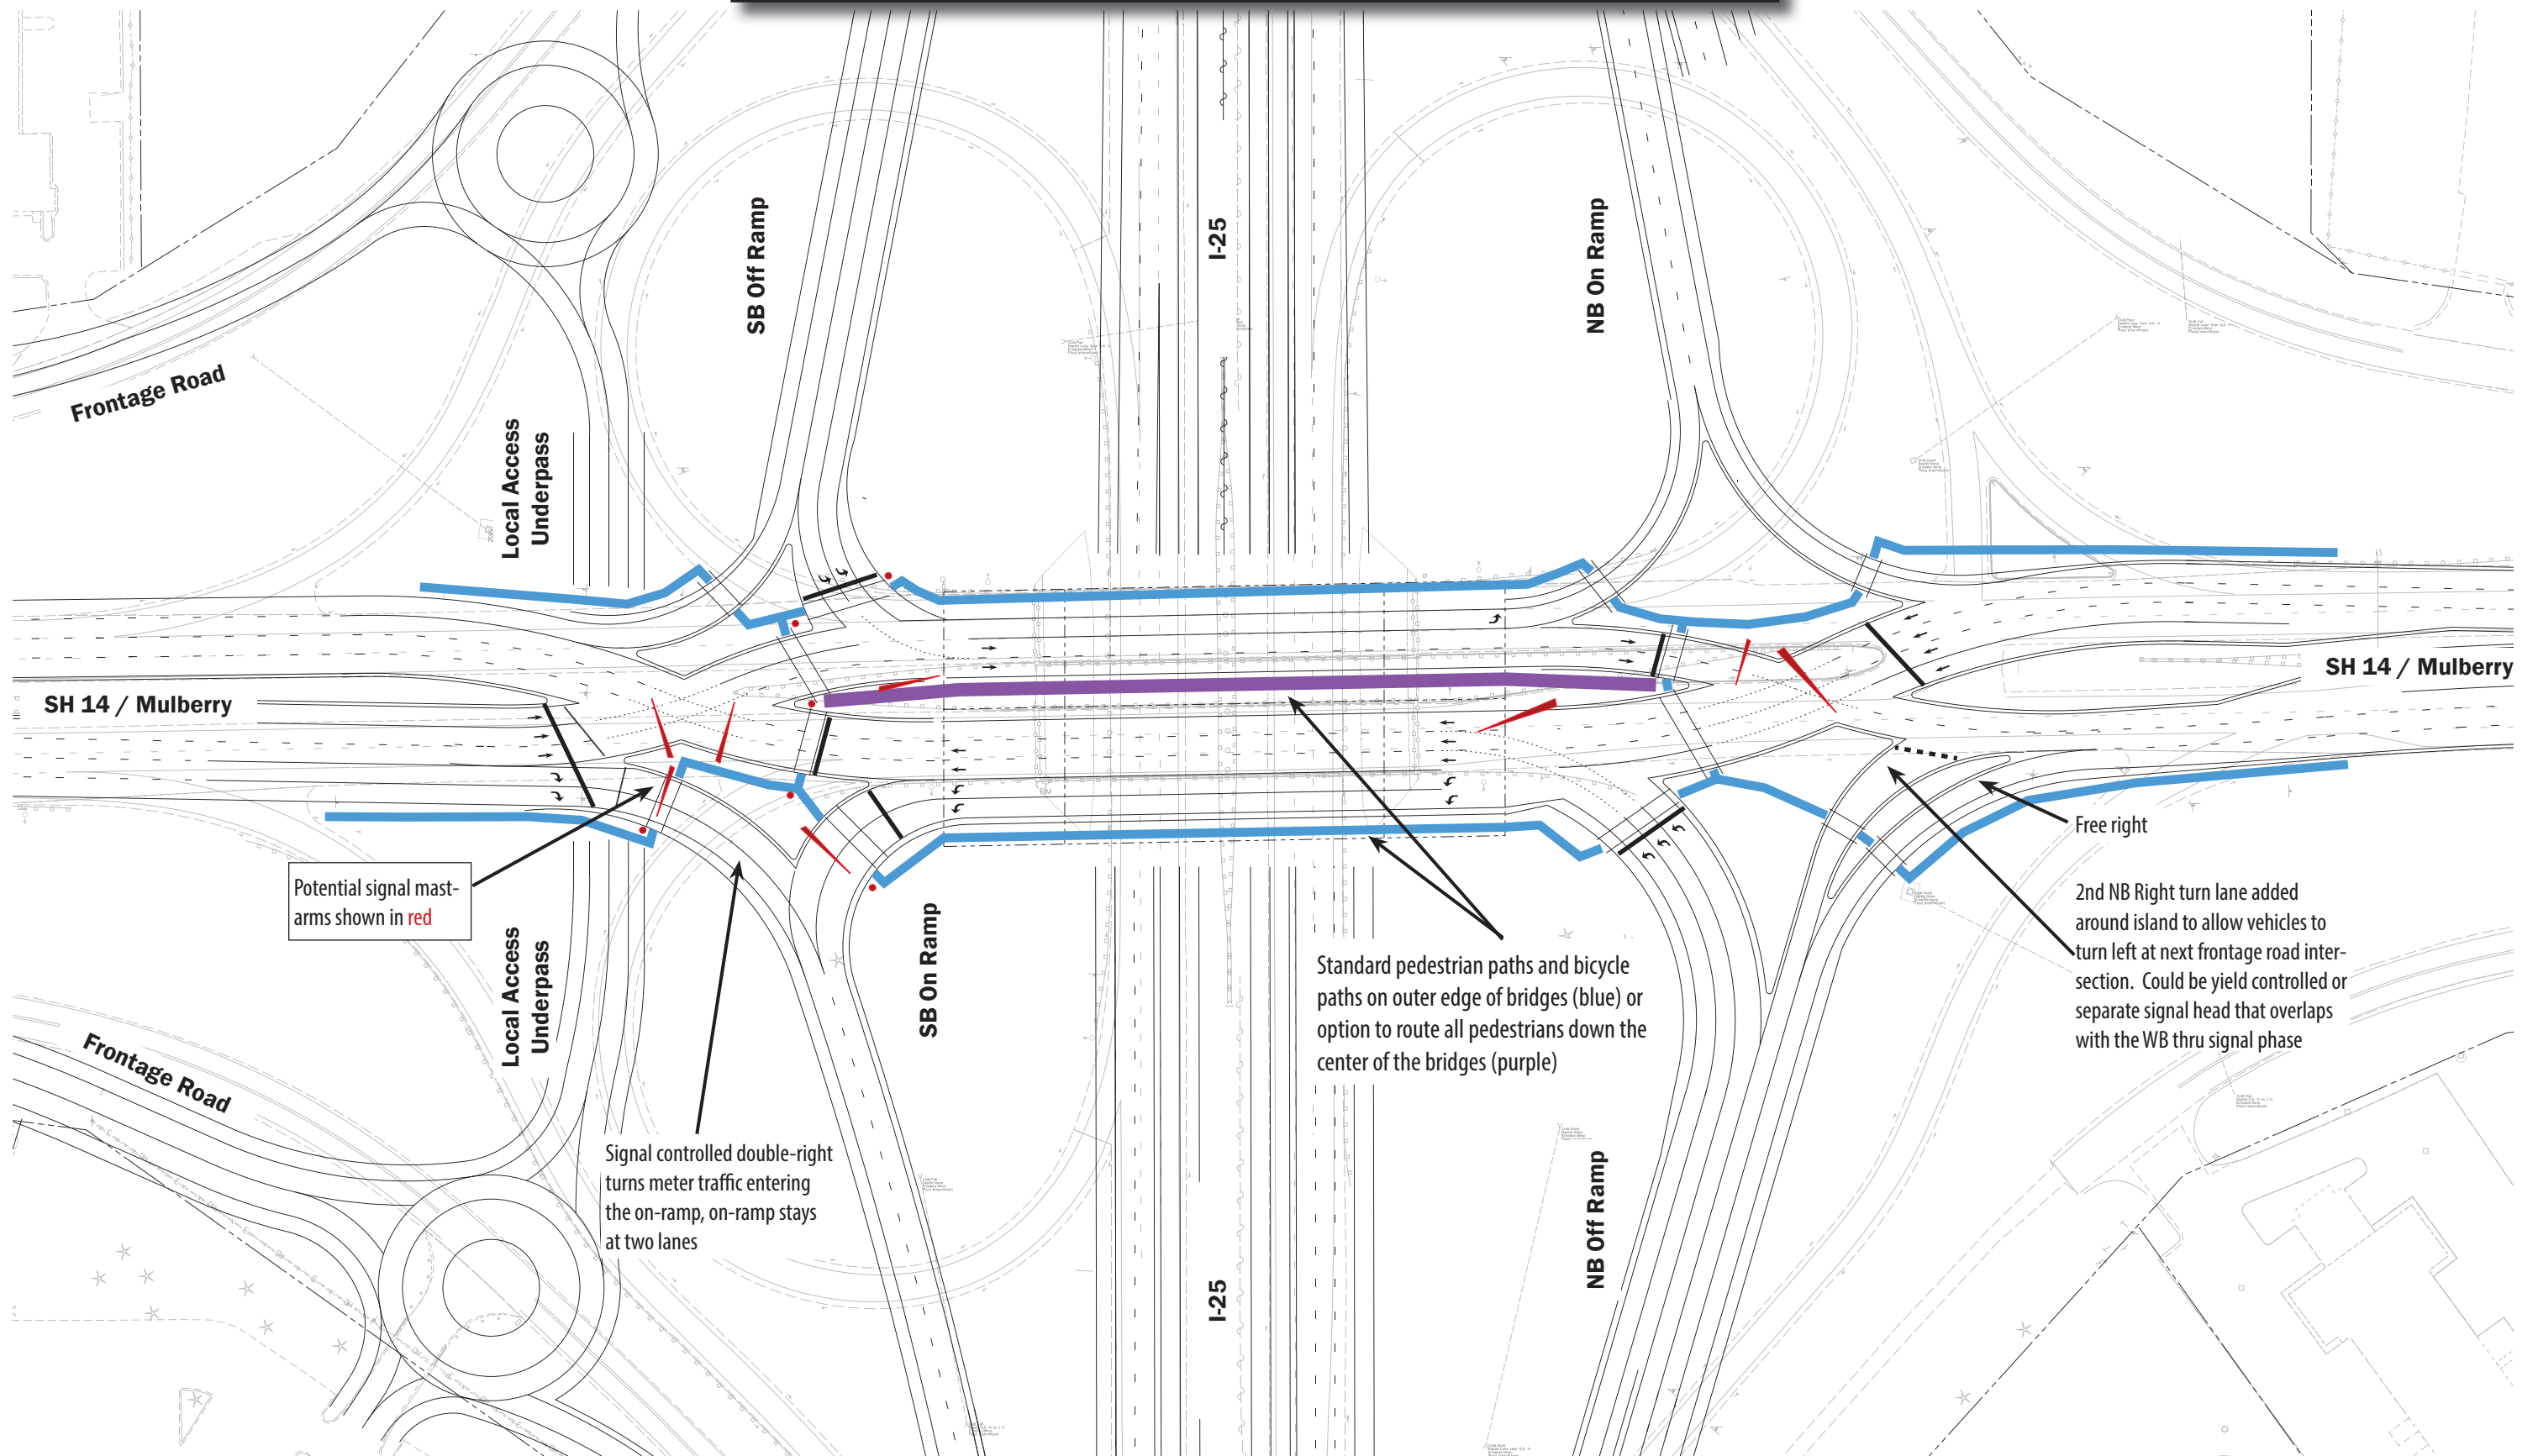 SB Off Ramp
I-25
NB On Ramp
Frontage Road
Local Access
Underpass
SH 14 / Mulberry
SH 14 / Mulberry
Free right
Potential signal mast-
arms shown in red
2nd NB Right turn lane added
around island to allow vehicles to
turn left at next frontage road inter-
section. Could be yield controlled or
separate signal head that overlaps
with the WB thru signal phase
Standard pedestrian paths and bicycle
paths on outer edge of bridges (blue) or
option to route all pedestrians down the
center of the bridges (purple)
SB On Ramp
Local Access
Underpass
Frontage Road
Signal controlled double-right
turns meter traffic entering
the on-ramp, on-ramp stays
at two lanes
I-25
NB Off Ramp